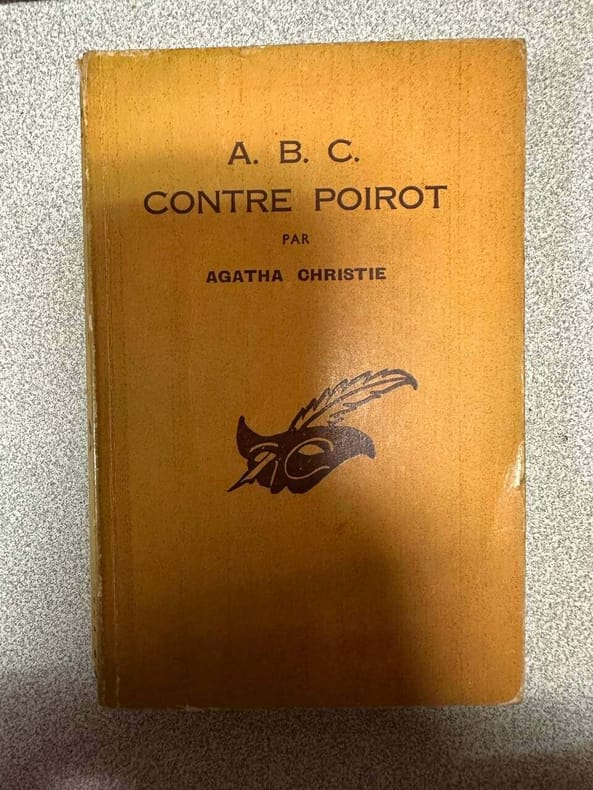 A. B. C.
CONTRE POIROT
PAR
AGATHA CHRISTIE